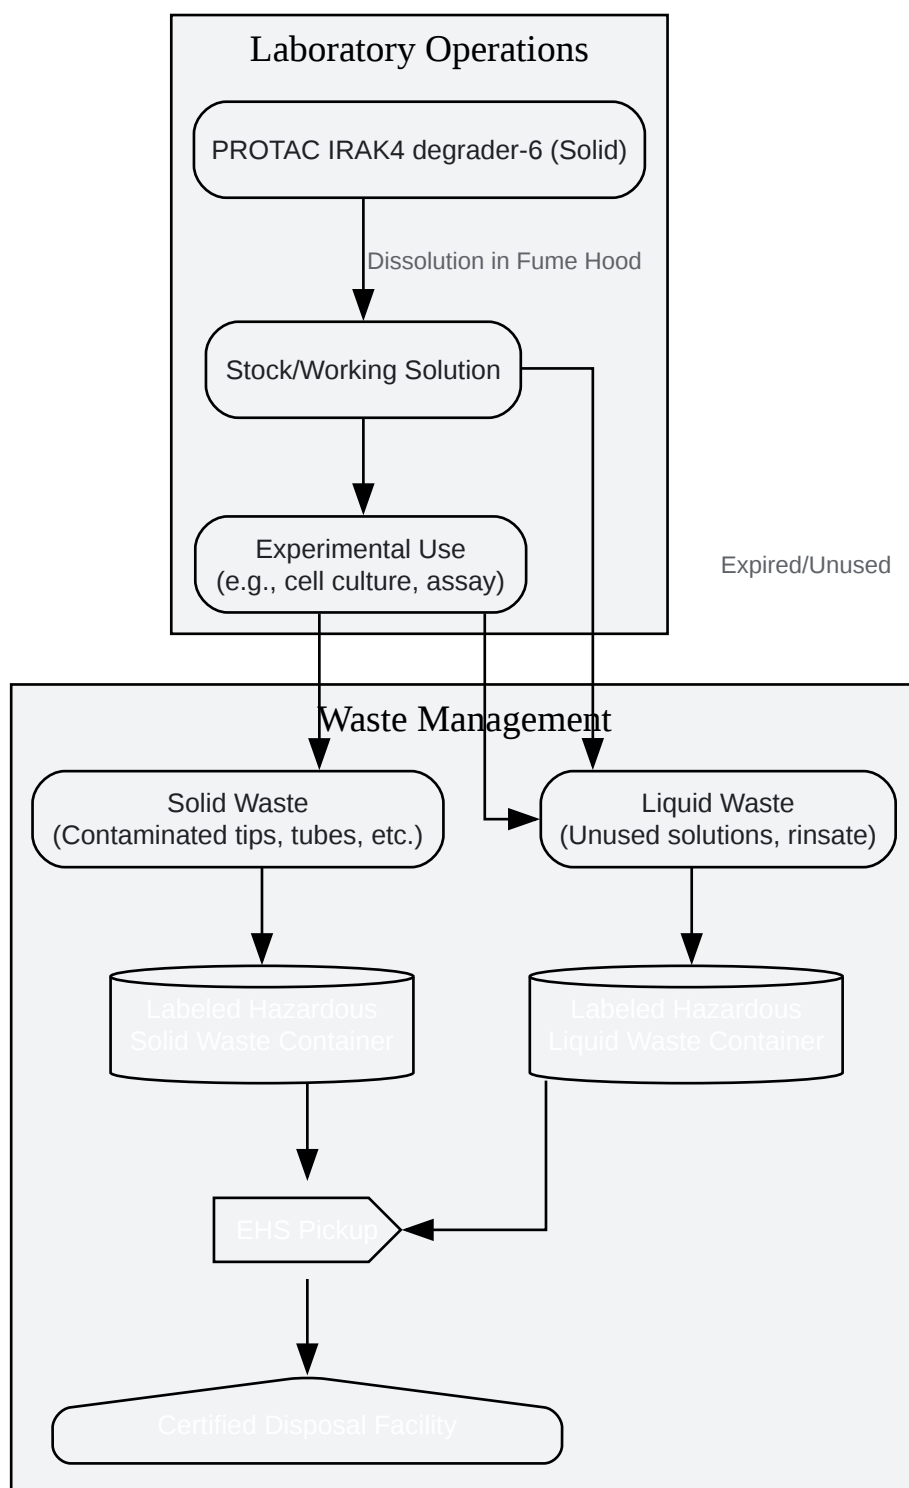 Laboratory Operations
PROTAC IRAK4 degrader-6 (Solid)
Dissolution in Fume Hood
Stock/Working Solution
Experimental Use
(e.g., cell culture, assay)
Expired/Unused
Waste Management
Solid Waste
(Contaminated tips, tubes, etc.)
Liquid Waste
(Unused solutions, rinsate)
Labeled Hazardous
Solid Waste Container
Labeled Hazardous
Liquid Waste Container
EHS Pickup
Certified Disposal Facility